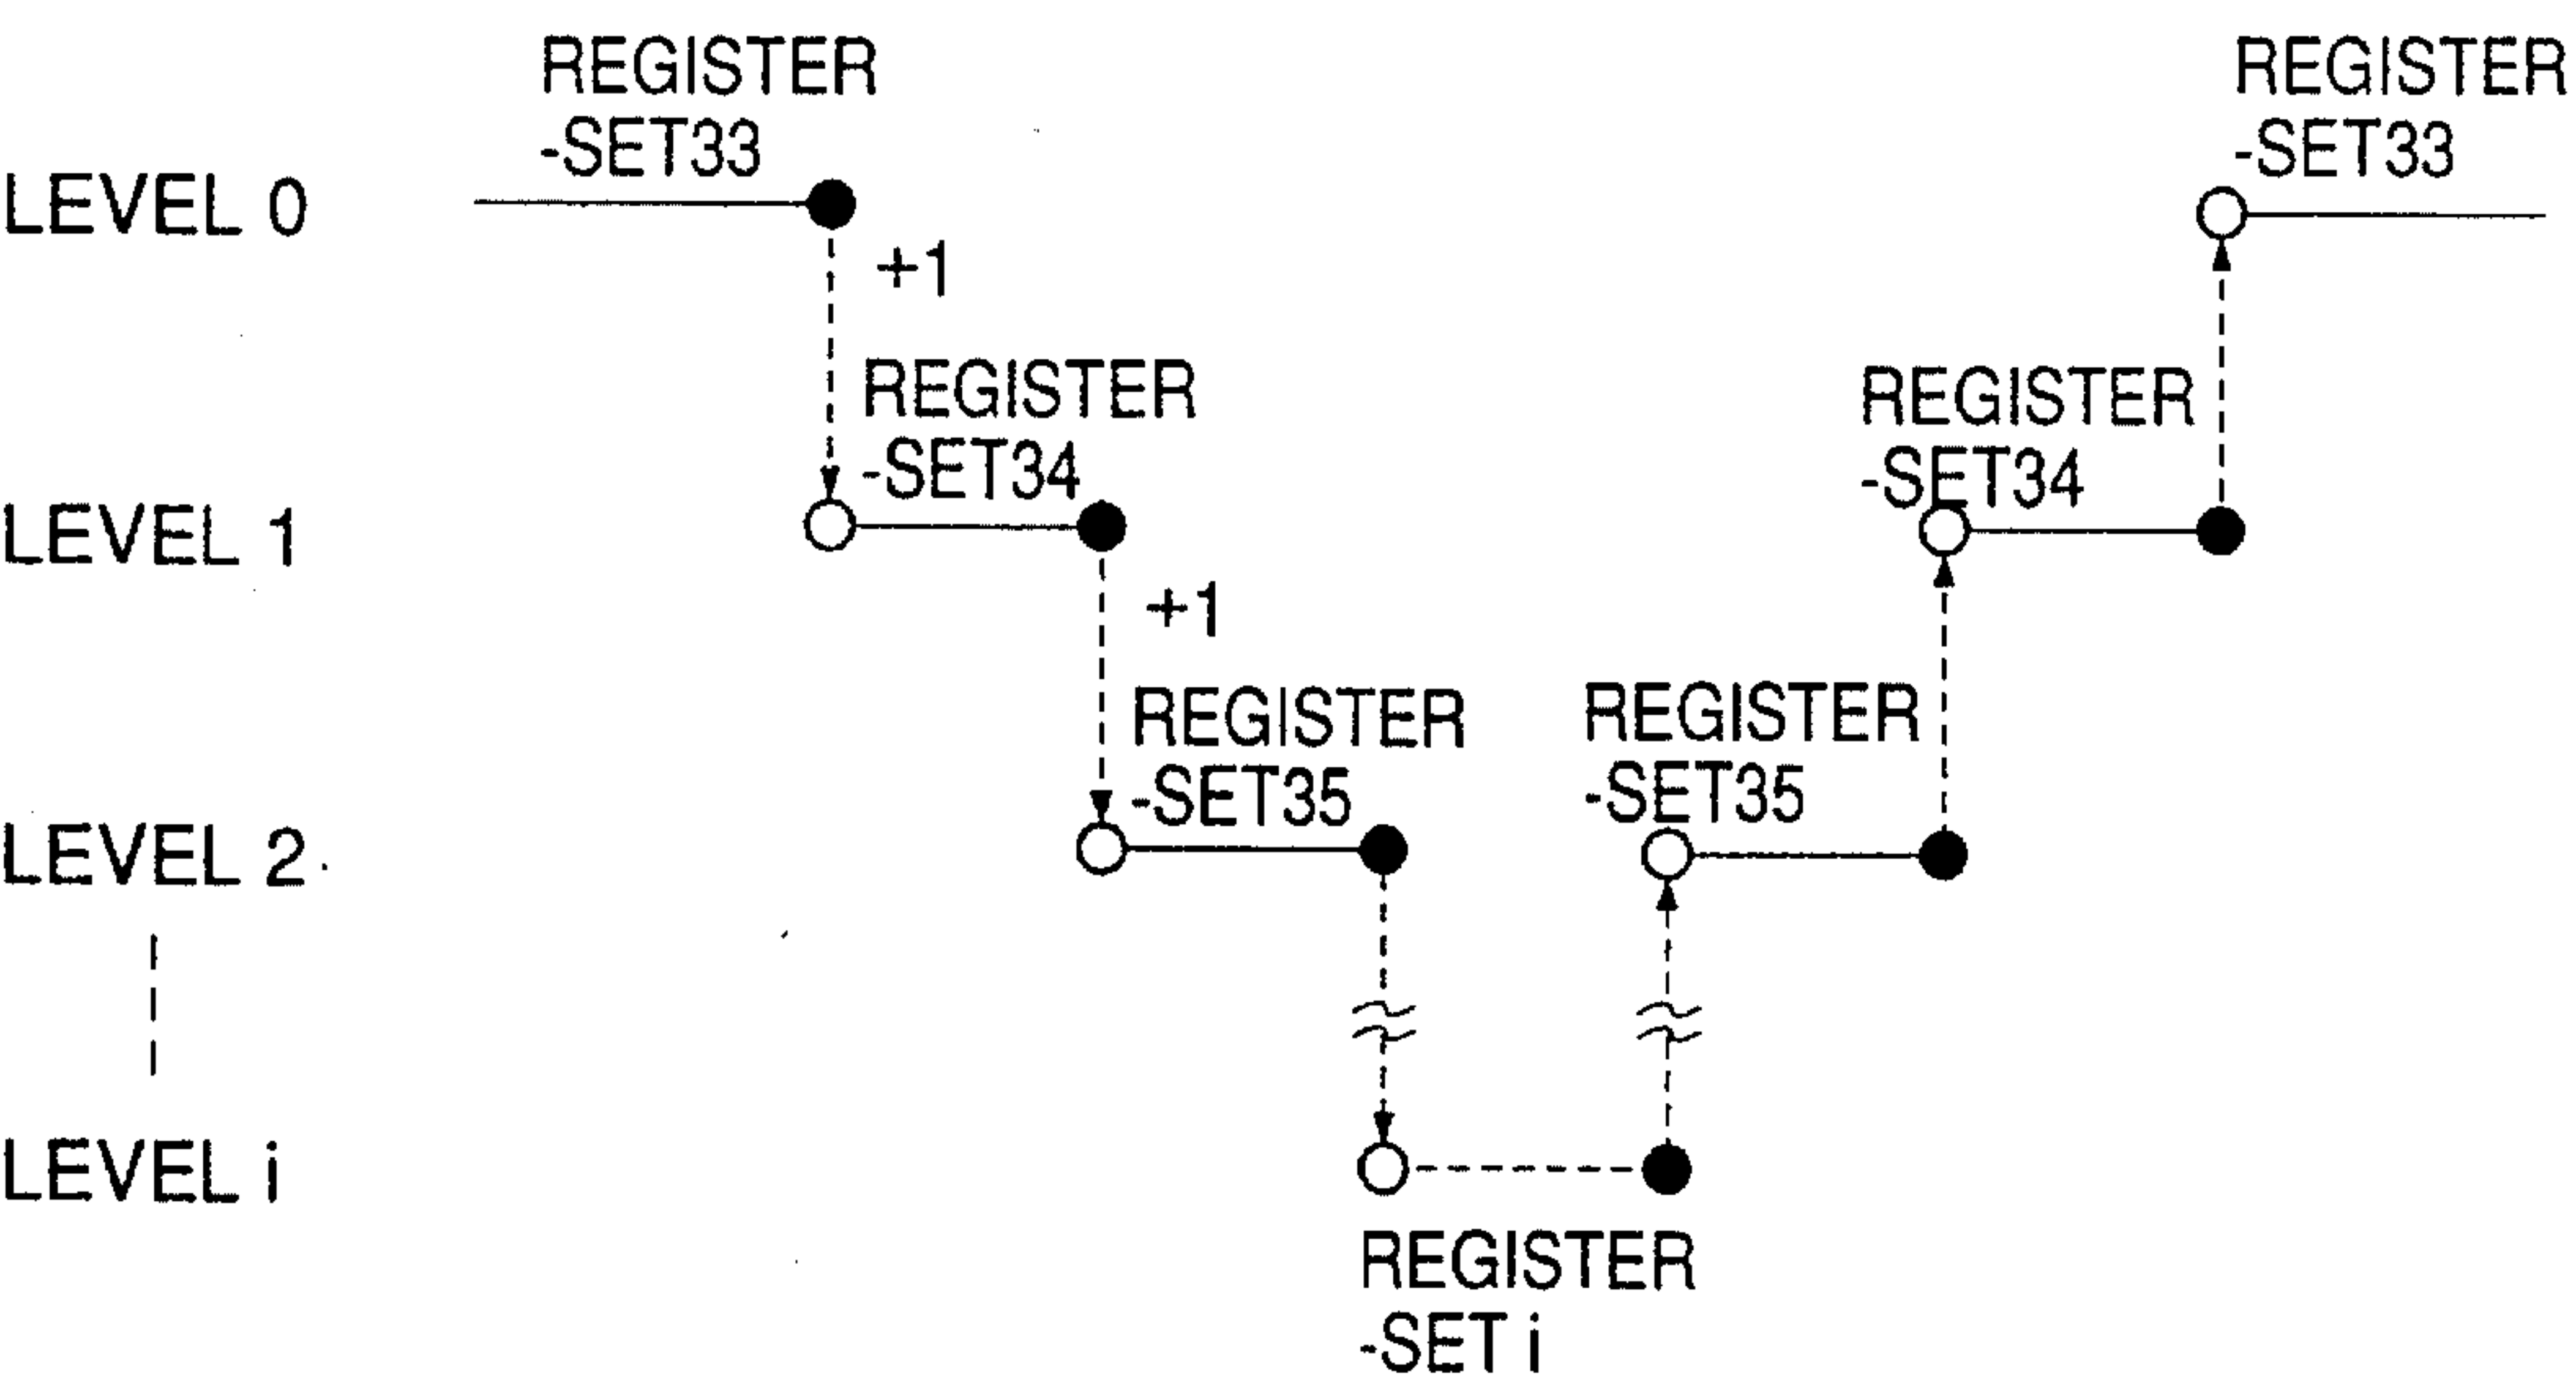 REGISTER
-SET33
REGISTER
-SET33
LEVEL 0
+1
REGISTER
-SET34
REGISTER
-SET34
LEVEL 1
+1
REGISTER
-SET35
REGISTER
-SET35
LEVEL 2
LEVEL i
REGISTER
-SET i